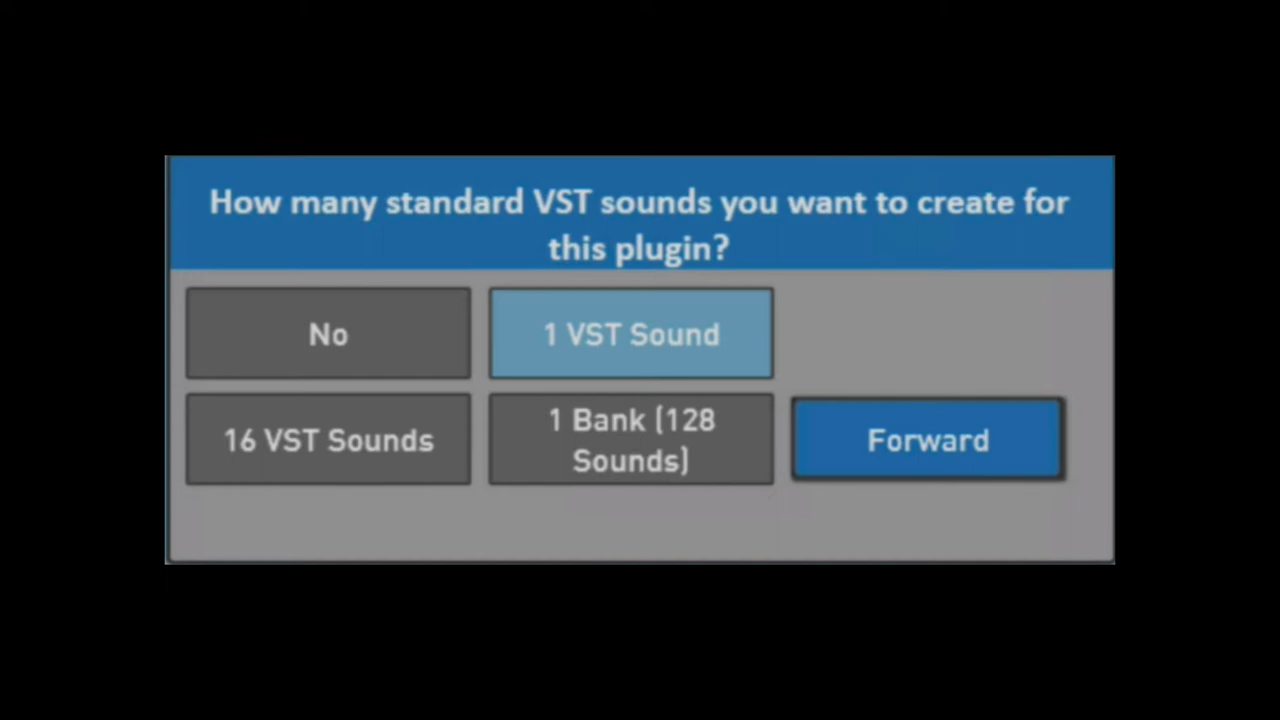 How many standard VST sounds you want to create for
this plugin?
No
1 VST Sound
16 VST Sounds
1 Bank (128
Sounds)
Forward